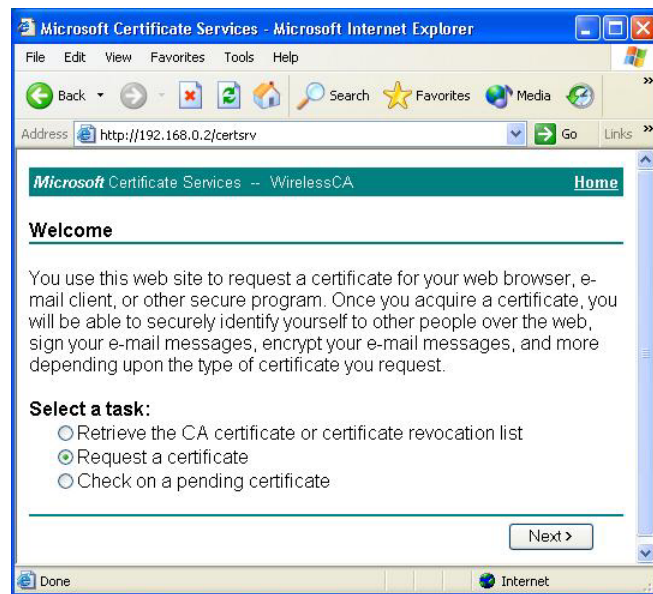 Microsoft Certificate Services - Microsoft Internet Explorer
File Edit View Favorites Tools Help
Back Search Favorites Media »
Address http://192.168.0.2/certsrv Go Links »
Microsoft Certificate Services -- WirelessCA Home
Welcome
You use this web site to request a certificate for your web browser, e-
mail client, or other secure program. Once you acquire a certificate, you
will be able to securely identify yourself to other people over the web,
sign your e-mail messages, encrypt your e-mail messages, and more
depending upon the type of certificate you request.
Select a task:
Retrieve the CA certificate or certificate revocation list
Request a certificate
Check on a pending certificate
Next >
Done Internet